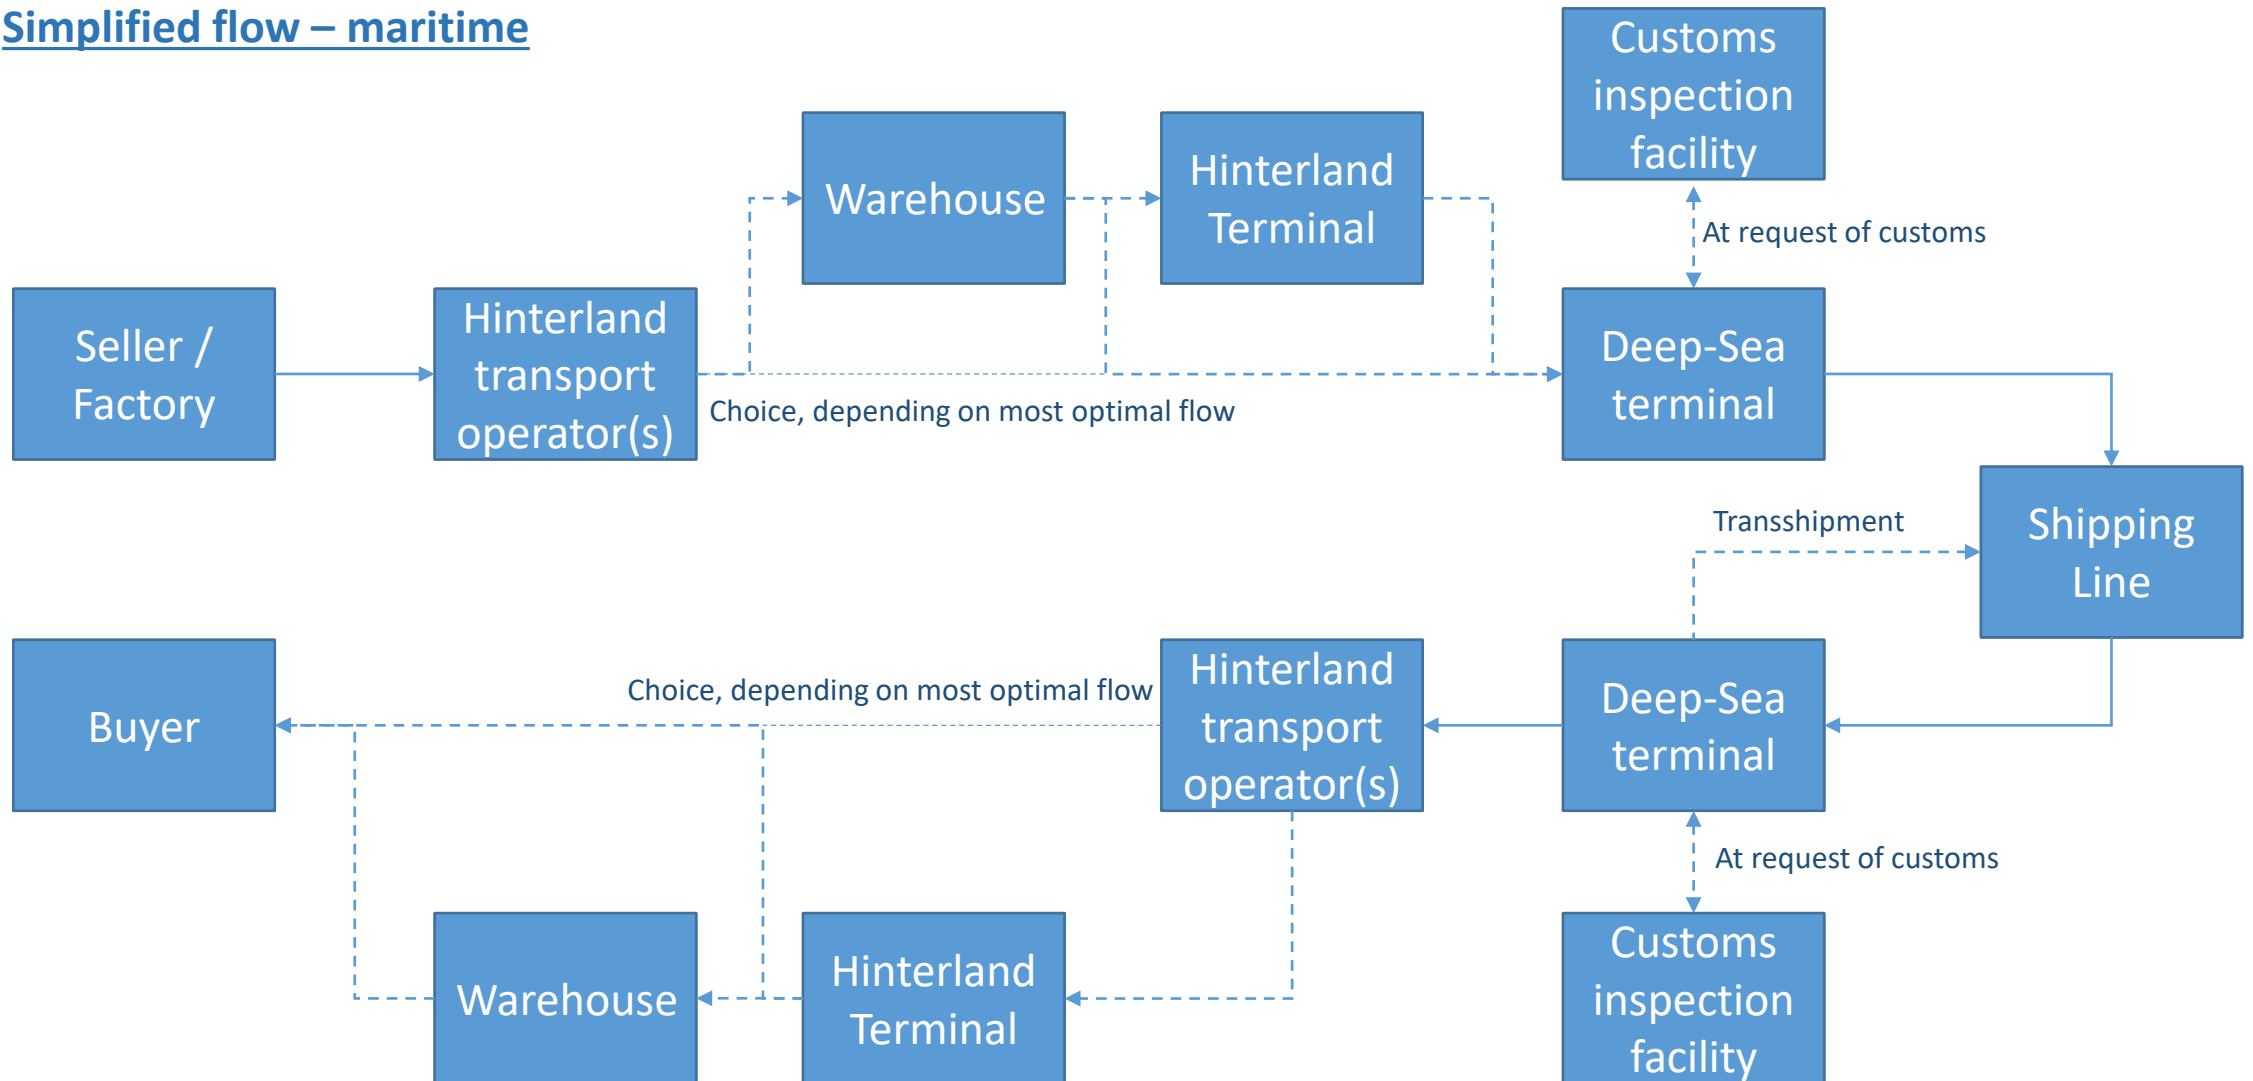 Simplified flow – maritime
Customs
inspection
facility
Warehouse
Hinterland
Terminal
At request of customs
Seller /
Factory
Hinterland
transport
operator(s)
Choice, depending on most optimal flow
Deep-Sea
terminal
Transshipment
Shipping
Line
Buyer
Choice, depending on most optimal flow
Hinterland
transport
operator(s)
Deep-Sea
terminal
At request of customs
Warehouse
Hinterland
Terminal
Customs
inspection
facility